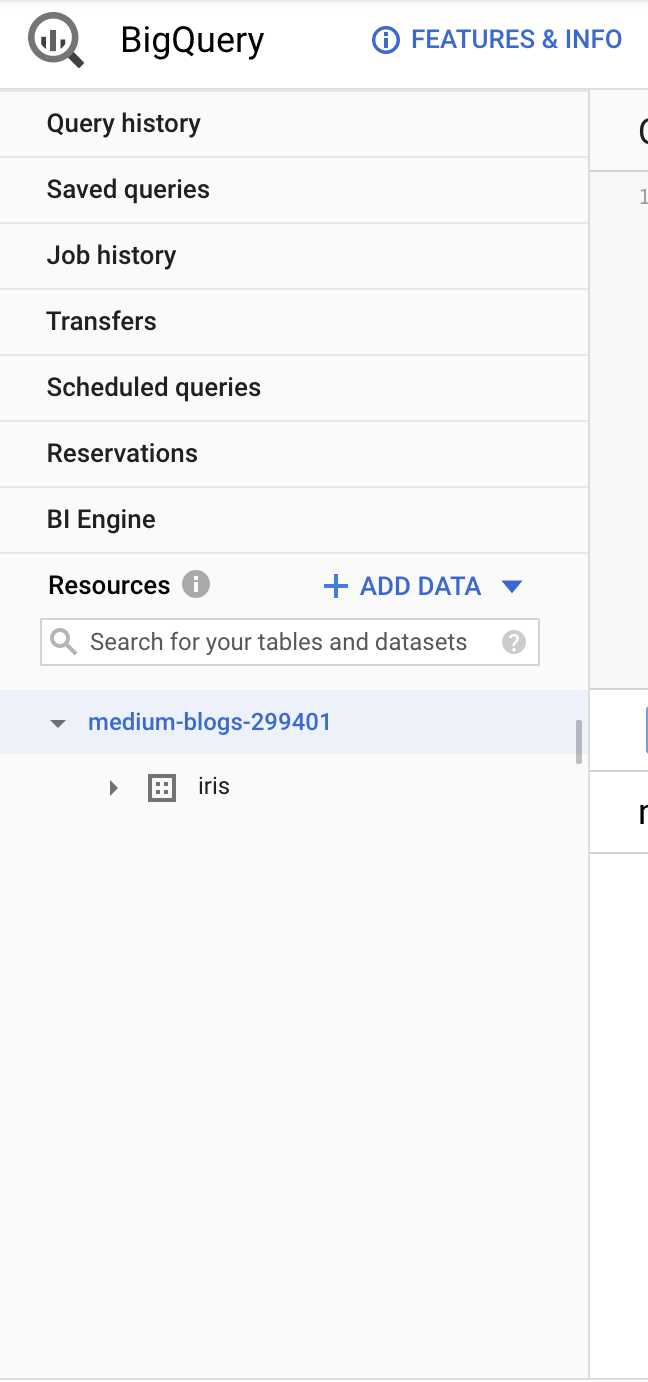 BigQuery FEATURES & INFO
Query history
1
Saved queries
Job history
Transfers
Scheduled queries
Reservations
BI Engine
Resources ADD DATA
Search for your tables and datasets
medium-blogs-299401
iris